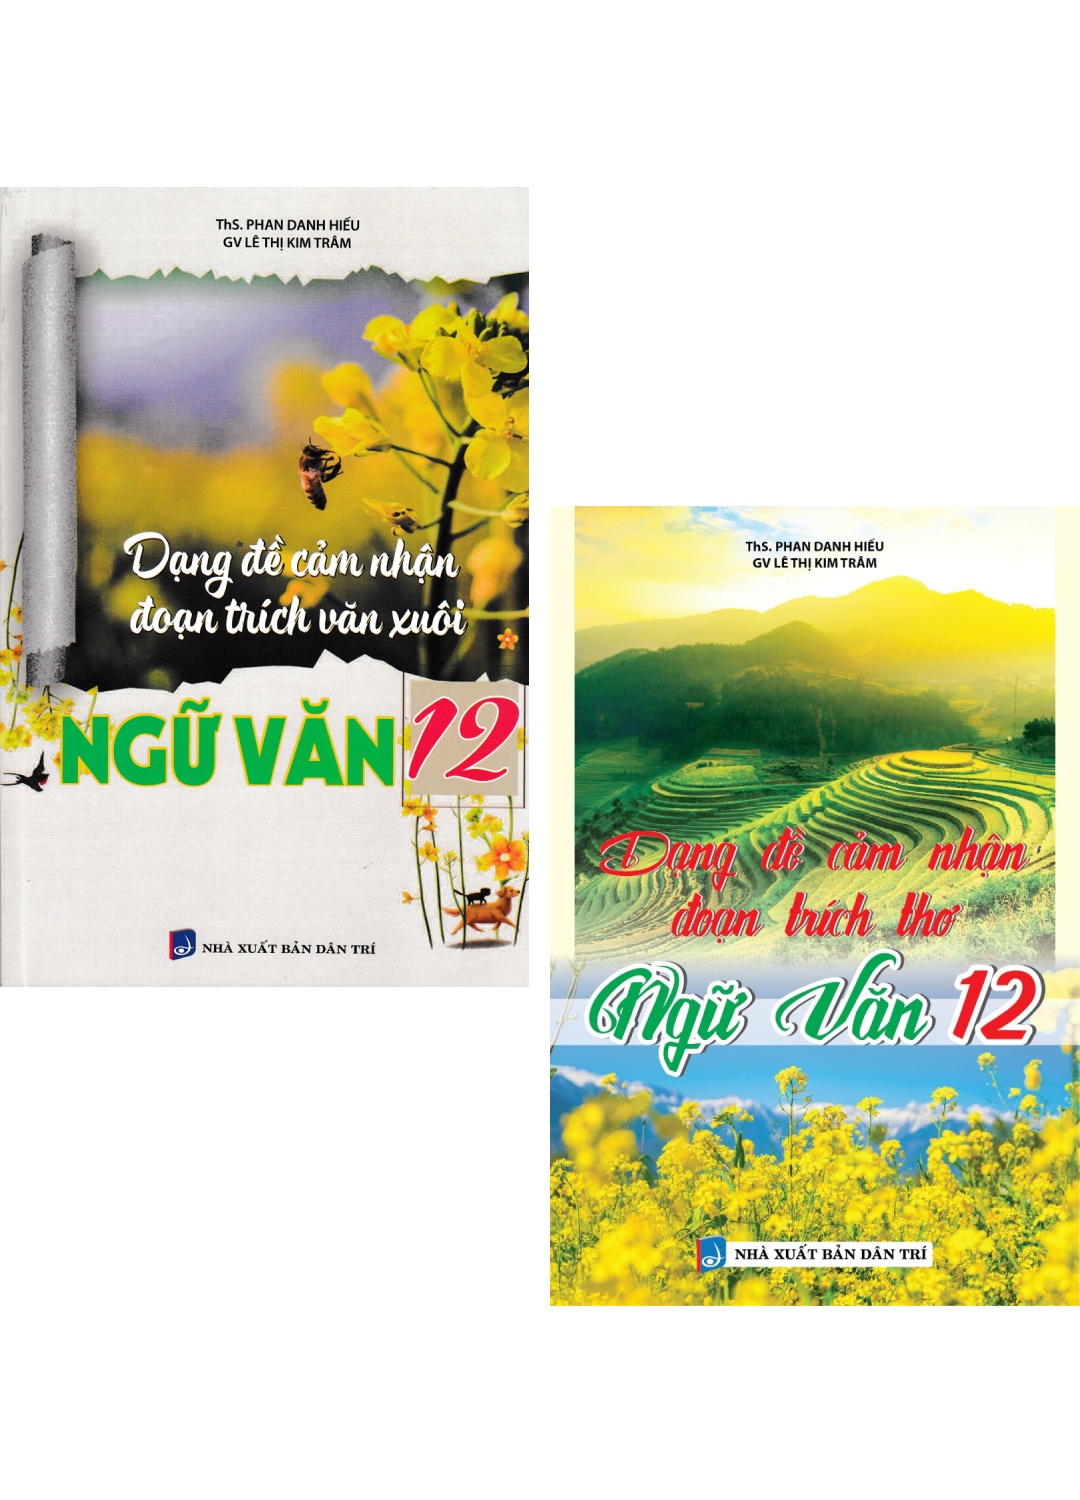 ThS. PHAN DANH HIẾU
GV LÊ THỊ KIM TRÂM
Dạng đề cảm nhận
đoạn trích văn xuôi
NGỮ VĂN 12
NHÀ XUẤT BẢN DÂN TRÍ
ThS. PHAN DANH HIẾU
GV LÊ THỊ KIM TRÂM
Dạng đề cảm nhận
đoạn trích thơ
Ngữ Văn 12
NHÀ XUẤT BẢN DÂN TRÍ